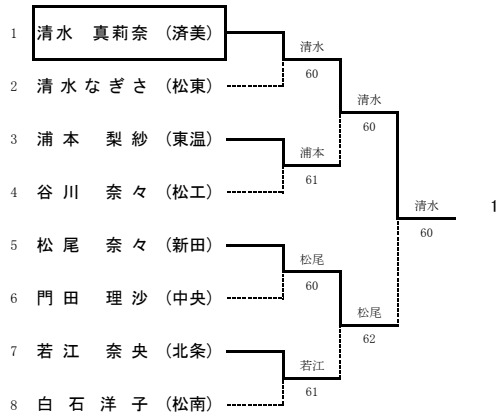 1 清水 真莉奈 (済美)
清水
60
2 清水なぎさ (松東)
清水
60
3 浦本 梨紗 (東温)
浦本
61
4 谷川 奈々 (松工)
清水
60
1
5 松尾 奈々 (新田)
松尾
60
6 門田 理沙 (中央)
松尾
62
7 若江 奈央 (北条)
若江
61
8 白石洋子 (松南)